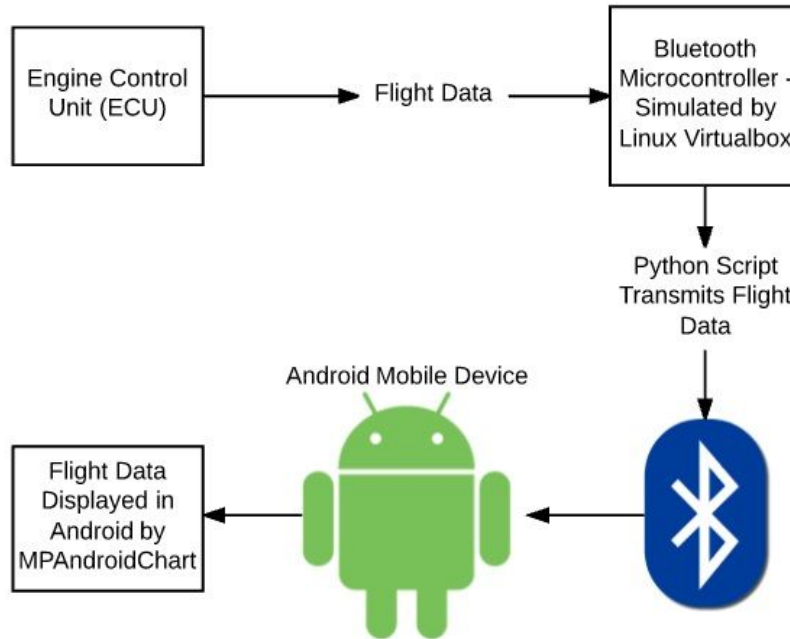 Engine Control
Unit (ECU)
Flight Data
Bluetooth
Microcontroller -
Simulated by
Linux Virtualbox
Python Script
Transmits Flight
Data
Android Mobile Device
Flight Data
Displayed in
Android by
MPAndroidChart